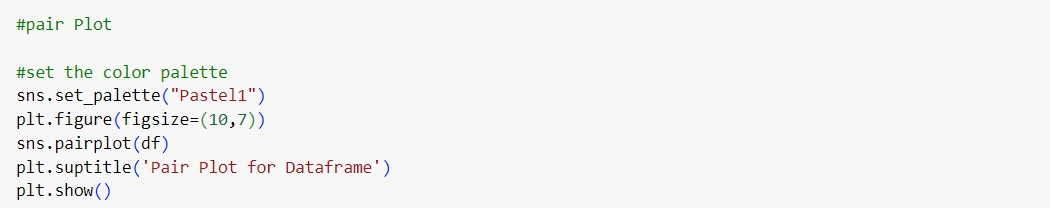 #pair Plot
#set the color palette
sns.set_palette("Pastel1")
plt.figure(figsize=(10,7))
sns.pairplot(df)
plt.suptitle('Pair Plot for Dataframe')
plt.show()